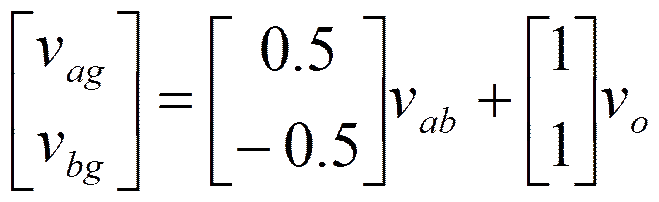 [v_ag; v_bg] = [0.5; −0.5] v_ab + [1; 1] v_o